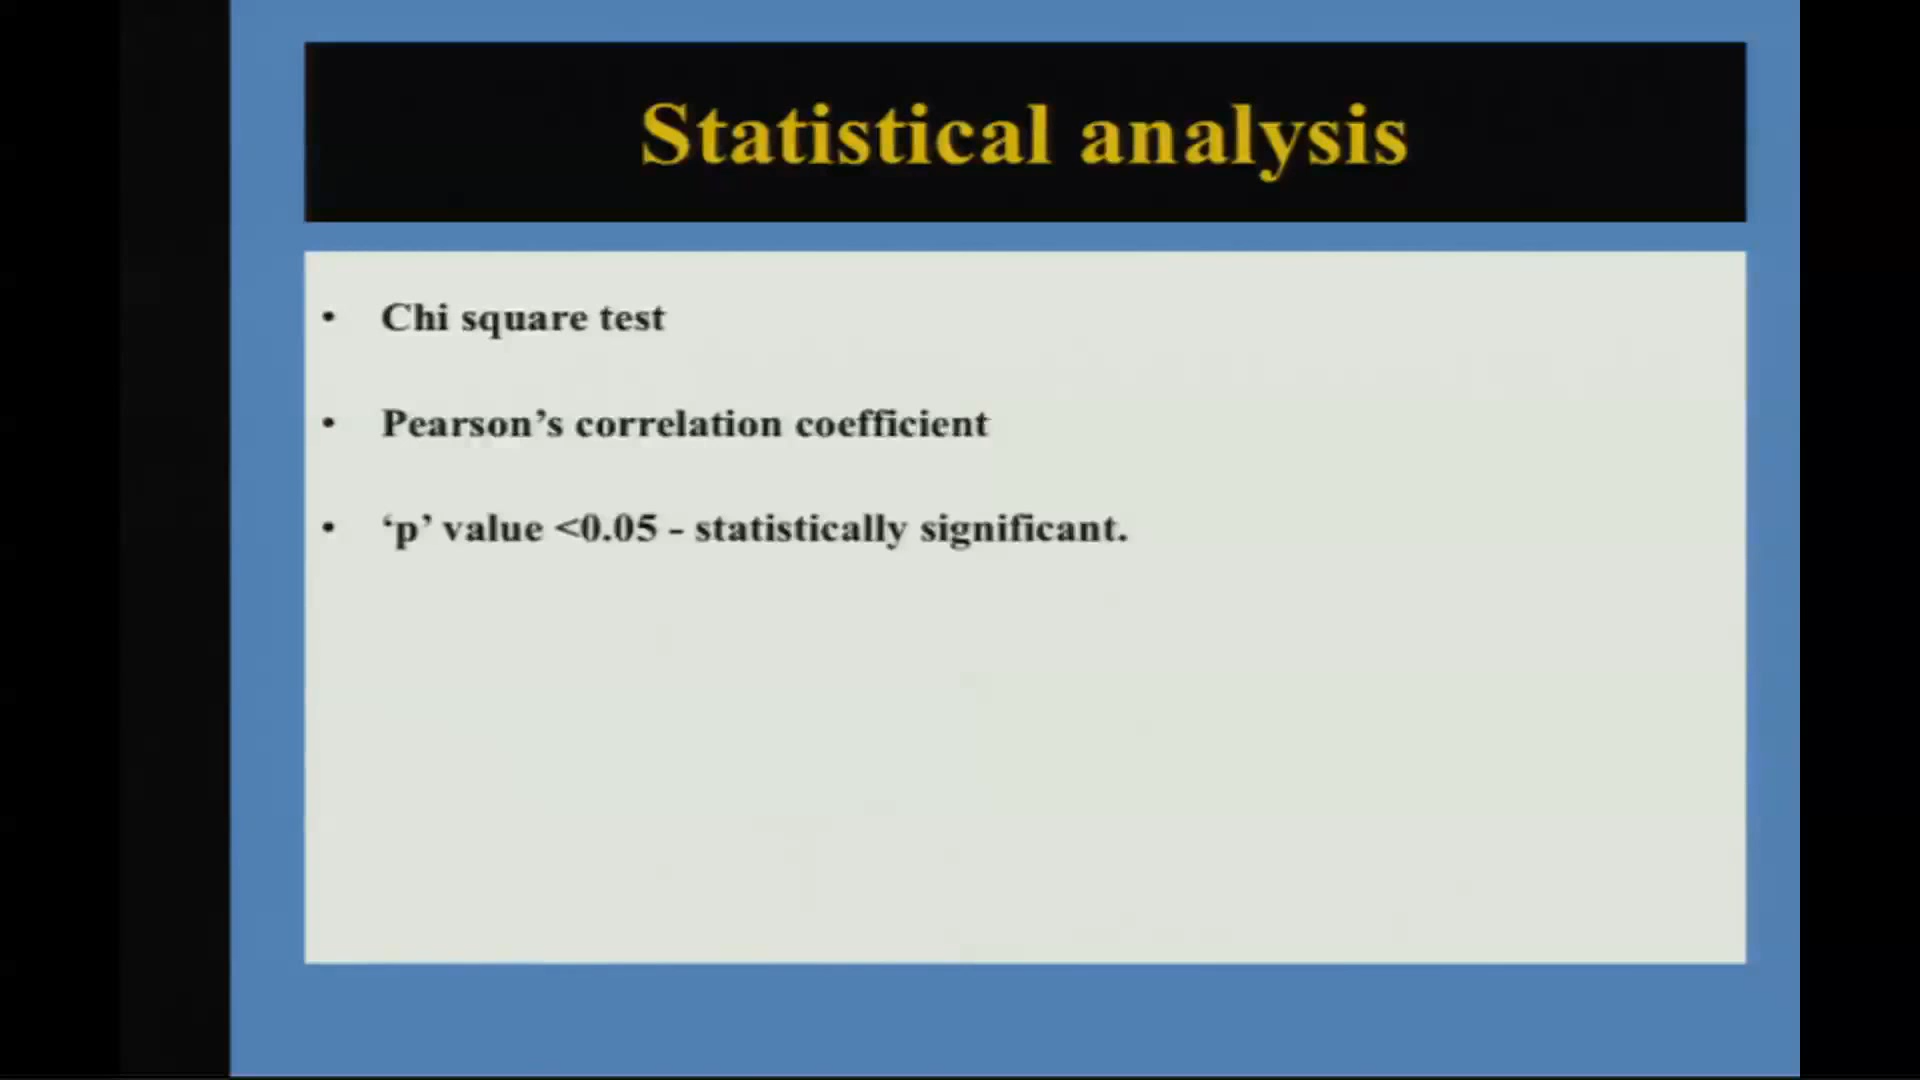 Statistical analysis
• Chi square test
• Pearson’s correlation coefficient
• ‘p’ value <0.05 - statistically significant.